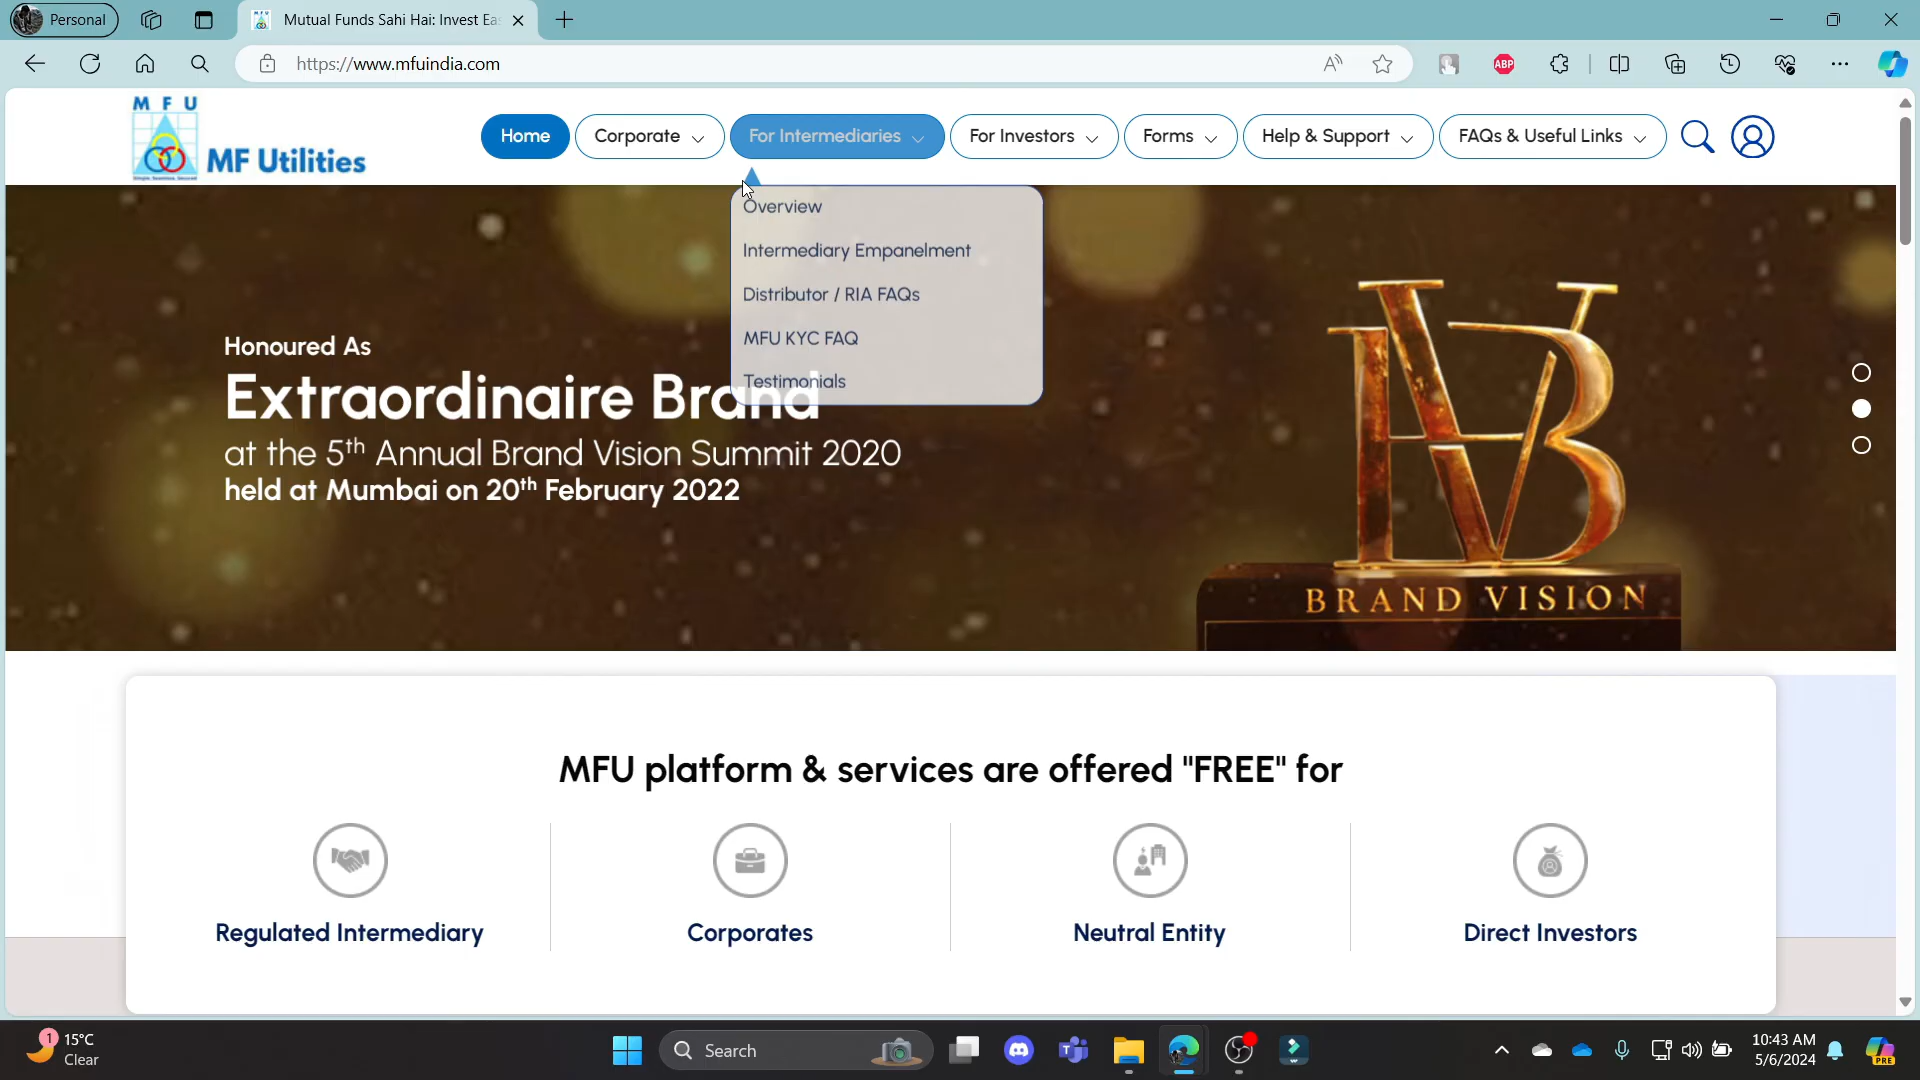 Personal
Mutual Funds Sahi Hai: Invest Eas
https://www.mfuindia.com
ABP
M F U
MF Utilities
Home
Corporate
For Intermediaries
For Investors
Forms
Help & Support
FAQs & Useful Links
Overview
Intermediary Empanelment
Distributor / RIA FAQs
MFU KYC FAQ
Testimonials
Honoured As
Extraordinaire Brand
at the 5th Annual Brand Vision Summit 2020
held at Mumbai on 20th February 2022
BRAND VISION
MFU platform & services are offered "FREE" for
Regulated Intermediary
Corporates
Neutral Entity
Direct Investors
1
15°C
Clear
Search
10:43 AM
5/6/2024
PRE